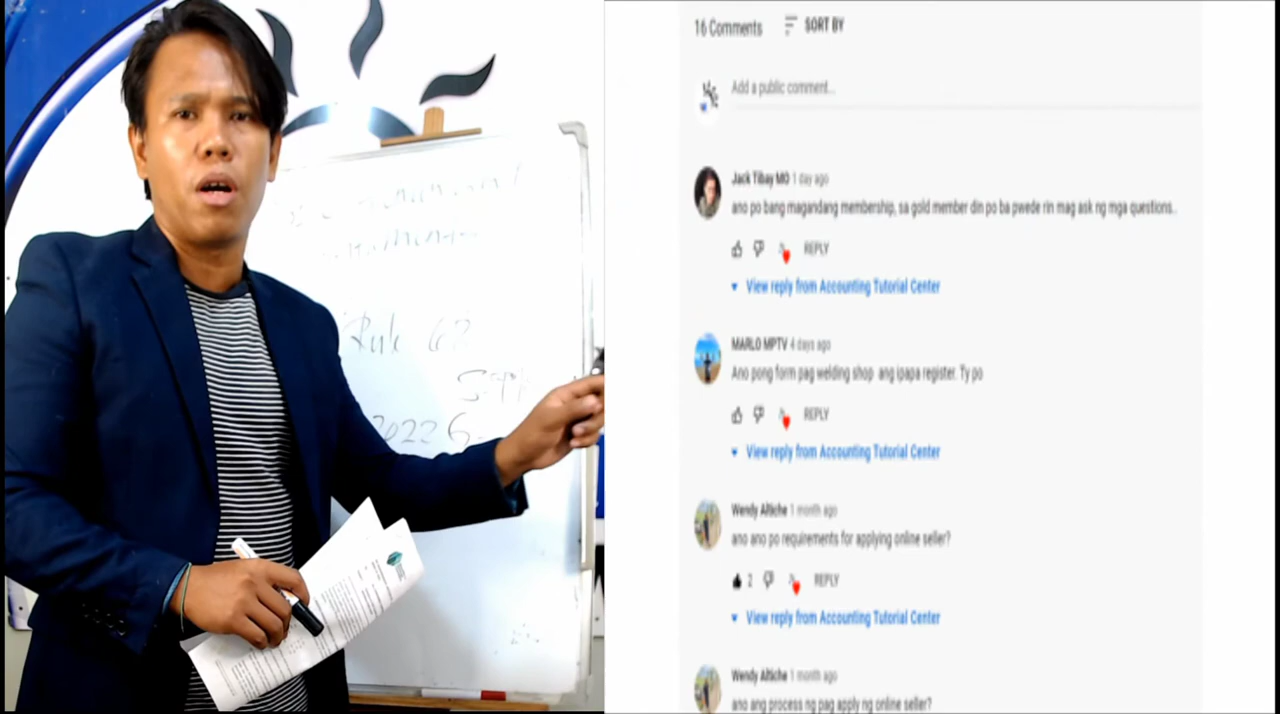 Rule 68
2022
16 Comments SORT BY
Add a public comment...
Jack Tibay MO 1 day ago
ano po bang magandang membership, sa gold member din po ba pwede rin mag ask ng mga questions..
REPLY
View reply from Accounting Tutorial Center
MARLO MPTV 4 days ago
Ano pong form pag welding shop ang ipapa register. Ty po
REPLY
View reply from Accounting Tutorial Center
Wendy Altiche 1 month ago
ano ano po requirements for applying online seller?
2 REPLY
View reply from Accounting Tutorial Center
Wendy Altiche 1 month ago
ano ang process ng pag apply ng online seller?